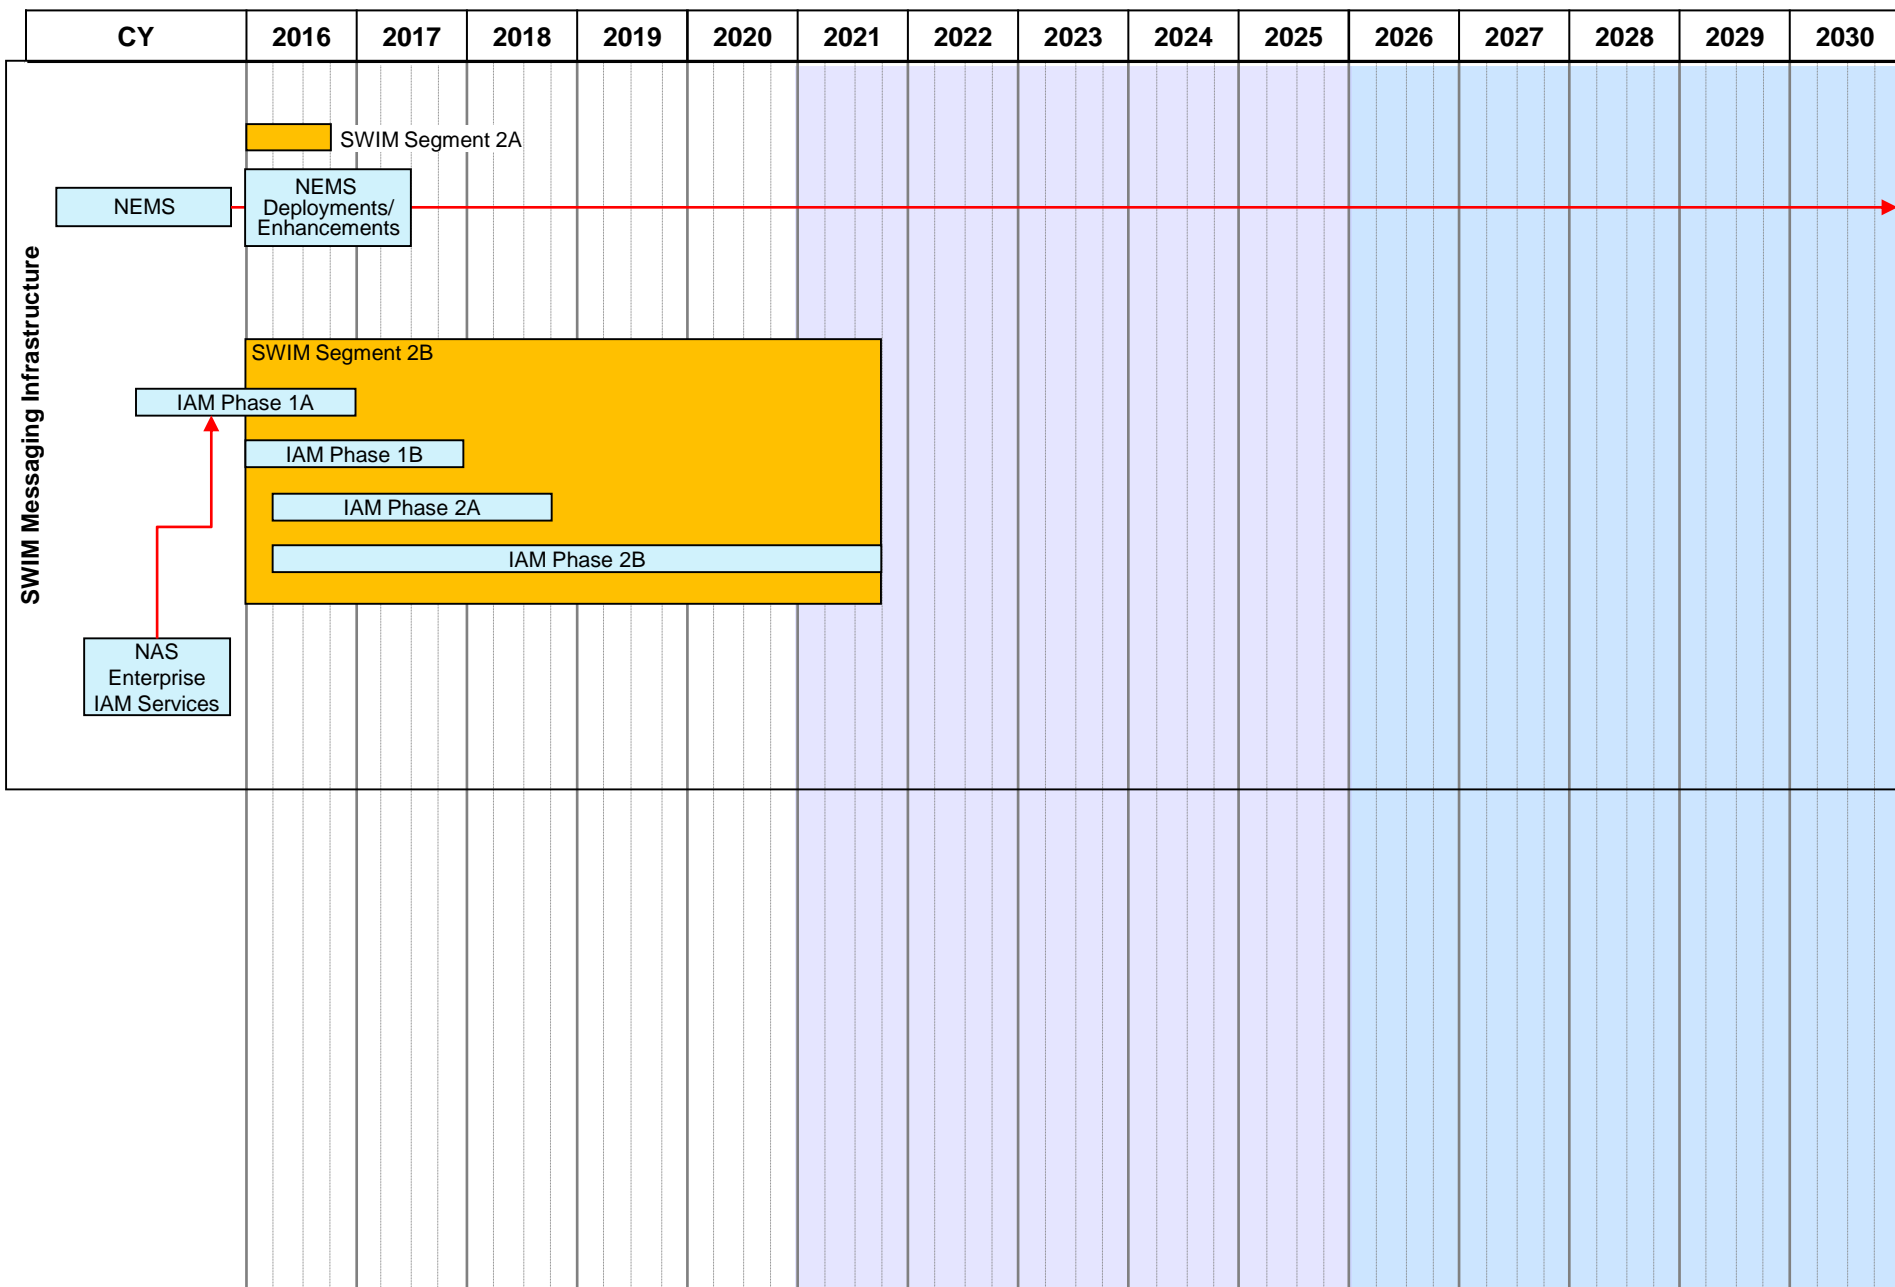 CY 2016 2017 2018 2019 2020 2021 2022 2023 2024 2025 2026 2027 2028 2029 2030
SWIM Messaging Infrastructure
SWIM Segment 2A
NEMS
NEMS
Deployments/
Enhancements
SWIM Segment 2B
IAM Phase 1A
IAM Phase 1B
IAM Phase 2A
IAM Phase 2B
NAS
Enterprise
IAM Services